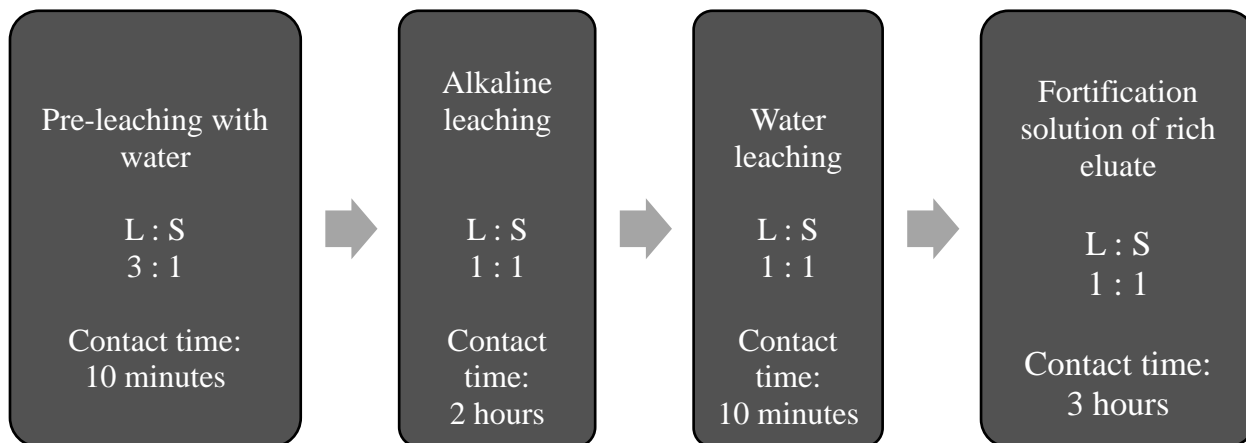 Pre-leaching with
water
L : S
3 : 1
Contact time:
10 minutes
Alkaline
leaching
L : S
1 : 1
Contact
time:
2 hours
Water
leaching
L : S
1 : 1
Contact
time:
10 minutes
Fortification
solution of rich
eluate
L : S
1 : 1
Contact time:
3 hours